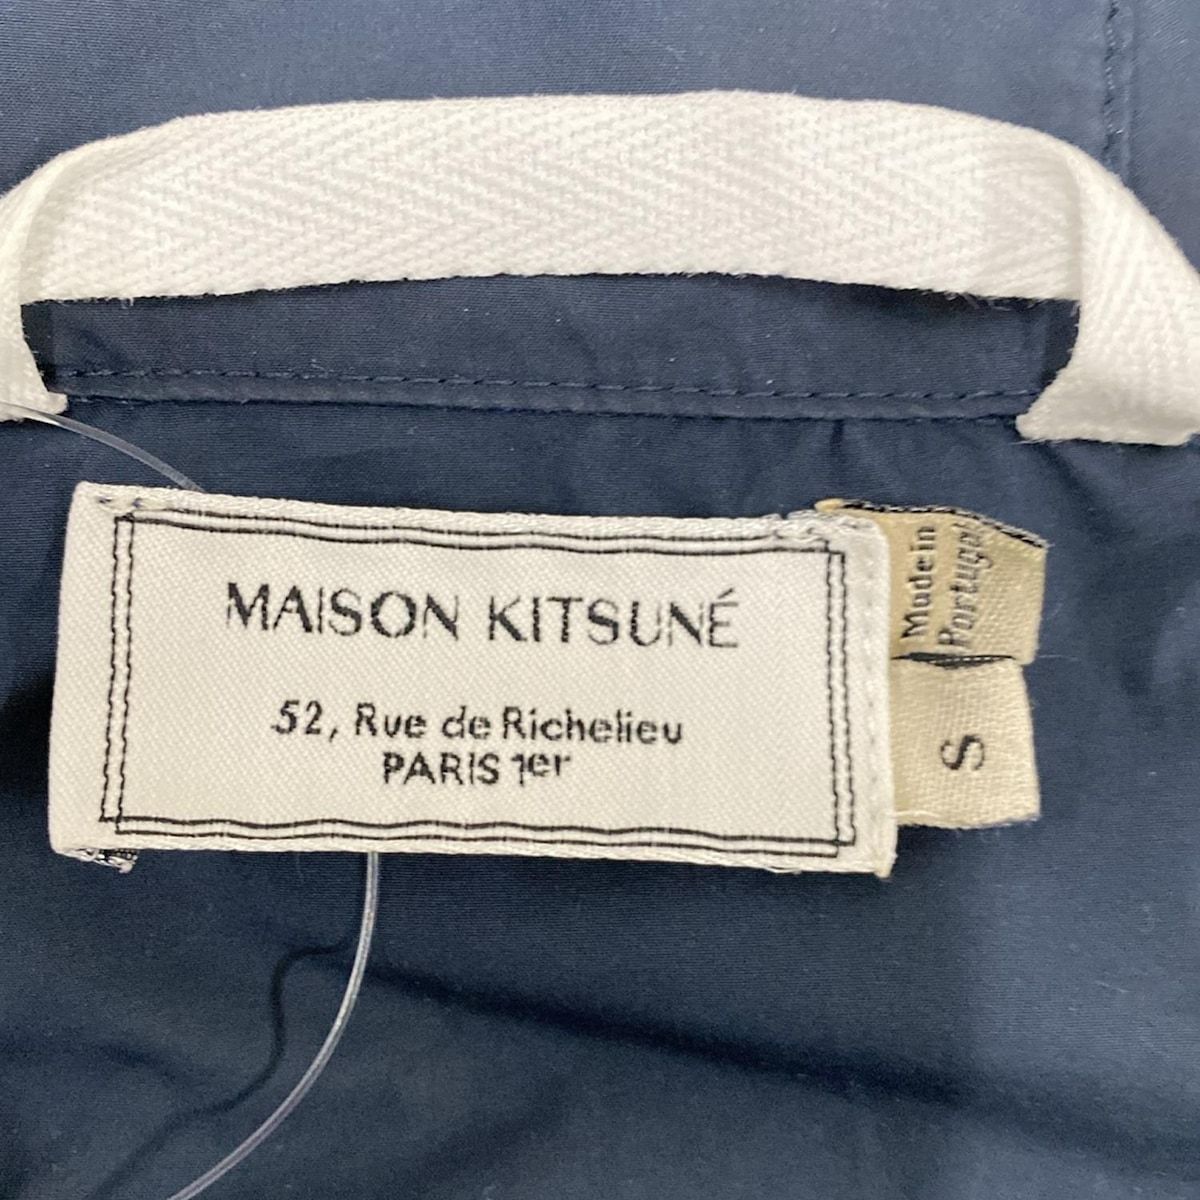 MAISON KITSUNÉ
52, Rue de Richelieu
PARIS 1er
Made in
Portugal
S